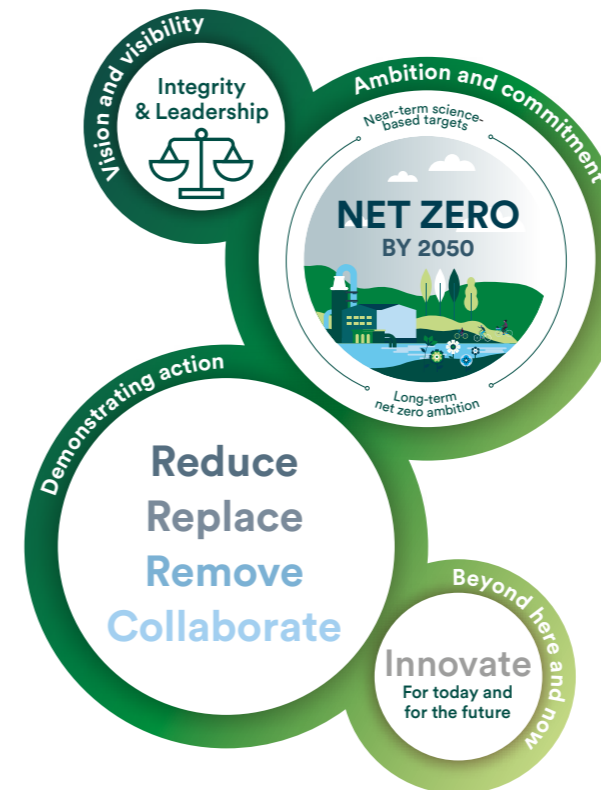 Vision and visibility
Integrity
& Leadership
Ambition and commitment
Near-term science-
based targets
NET ZERO
BY 2050
Long-term
net zero ambition
Demonstrating action
Reduce
Replace
Remove
Collaborate
Beyond here and now
Innovate
For today and
for the future